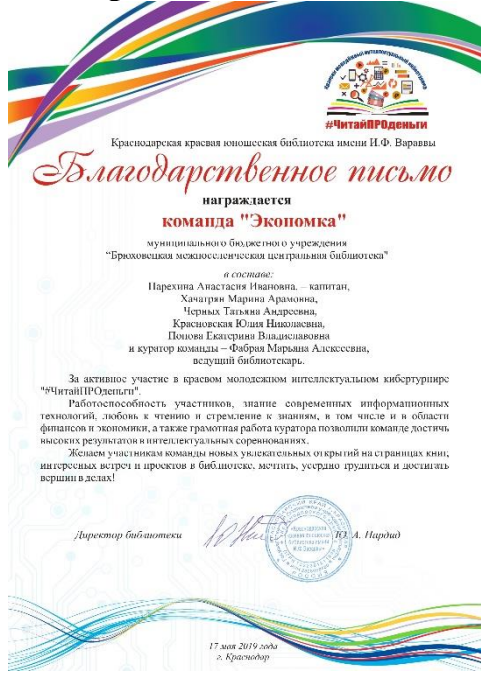 #ЧитайПРОденьги
Краснодарская краевая юношеская библиотека имени И.Ф. Вараввы
Благодарственное письмо
награждается
команда "Экономка"
муниципального бюджетного учреждения
"Брюховецкая межпоселенческая центральная библиотека"
в составе:
Нарехина Анастасия Ивановна, – капитан,
Хачатрян Марина Арамовна,
Черных Татьяна Андреевна,
Красновская Юлия Николаевна,
Попова Екатерина Владиславовна
и куратор команды – Фабрая Марьяна Алексеевна,
ведущий библиотекарь.
За активное участие в краевом молодежном интеллектуальном кибертурнире
"#ЧитайПРОденьги".
Работоспособность участников, знание современных информационных
технологий, любовь к чтению и стремление к знаниям, в том числе и в области
финансов и экономики, а также грамотная работа куратора позволили команде достичь
высоких результатов в интеллектуальных соревнованиях.
Желаем участникам команды новых увлекательных открытий на страницах книг,
интересных встреч и проектов в библиотеке, мечтать, усердно трудиться и достигать
вершин в делах!
Директор библиотеки Ю. А. Нардид
17 мая 2019 года
г. Краснодар